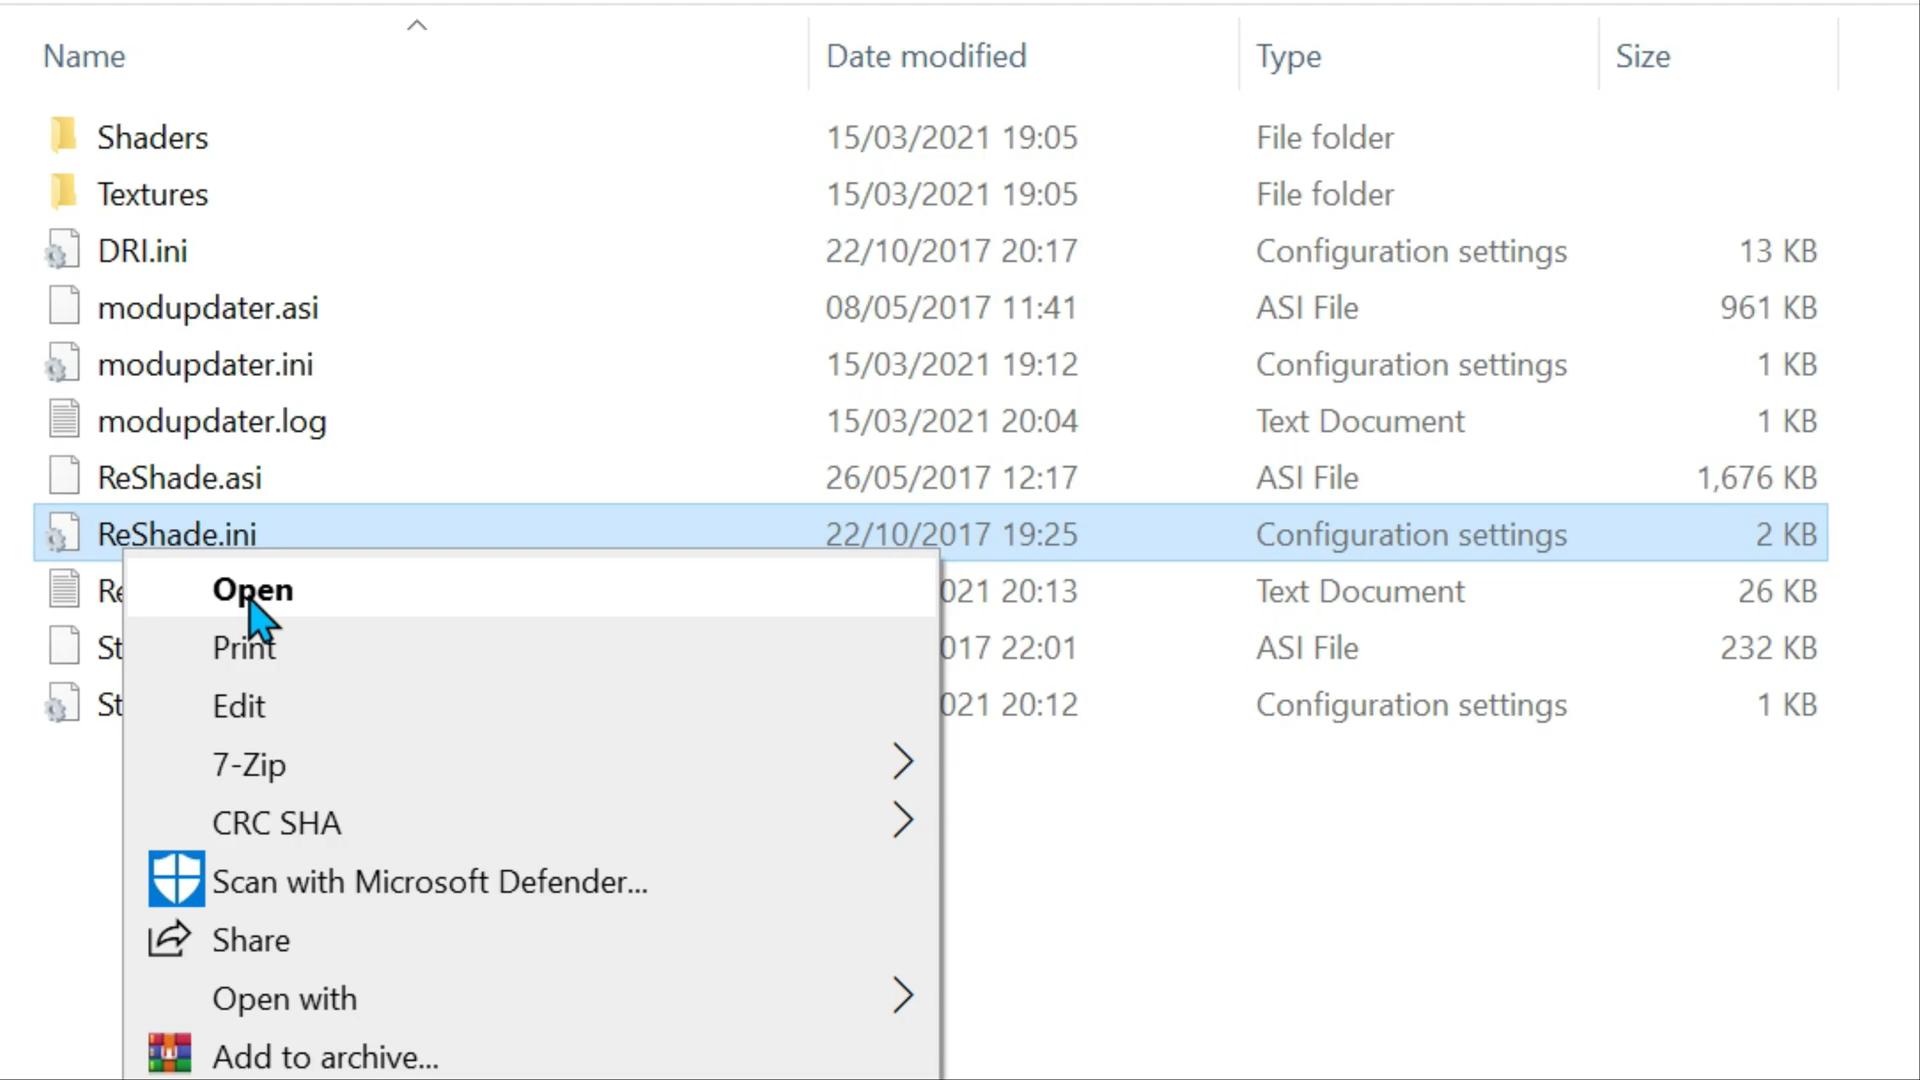 Name Date modified Type Size
Shaders 15/03/2021 19:05 File folder
Textures 15/03/2021 19:05 File folder
DRI.ini 22/10/2017 20:17 Configuration settings 13 KB
modupdater.asi 08/05/2017 11:41 ASI File 961 KB
modupdater.ini 15/03/2021 19:12 Configuration settings 1 KB
modupdater.log 15/03/2021 20:04 Text Document 1 KB
ReShade.asi 26/05/2017 12:17 ASI File 1,676 KB
ReShade.ini 22/10/2017 19:25 Configuration settings 2 KB
Re 021 20:13 Text Document 26 KB
St 017 22:01 ASI File 232 KB
St 021 20:12 Configuration settings 1 KB
Open
Print
Edit
7-Zip
CRC SHA
Scan with Microsoft Defender...
Share
Open with
Add to archive...